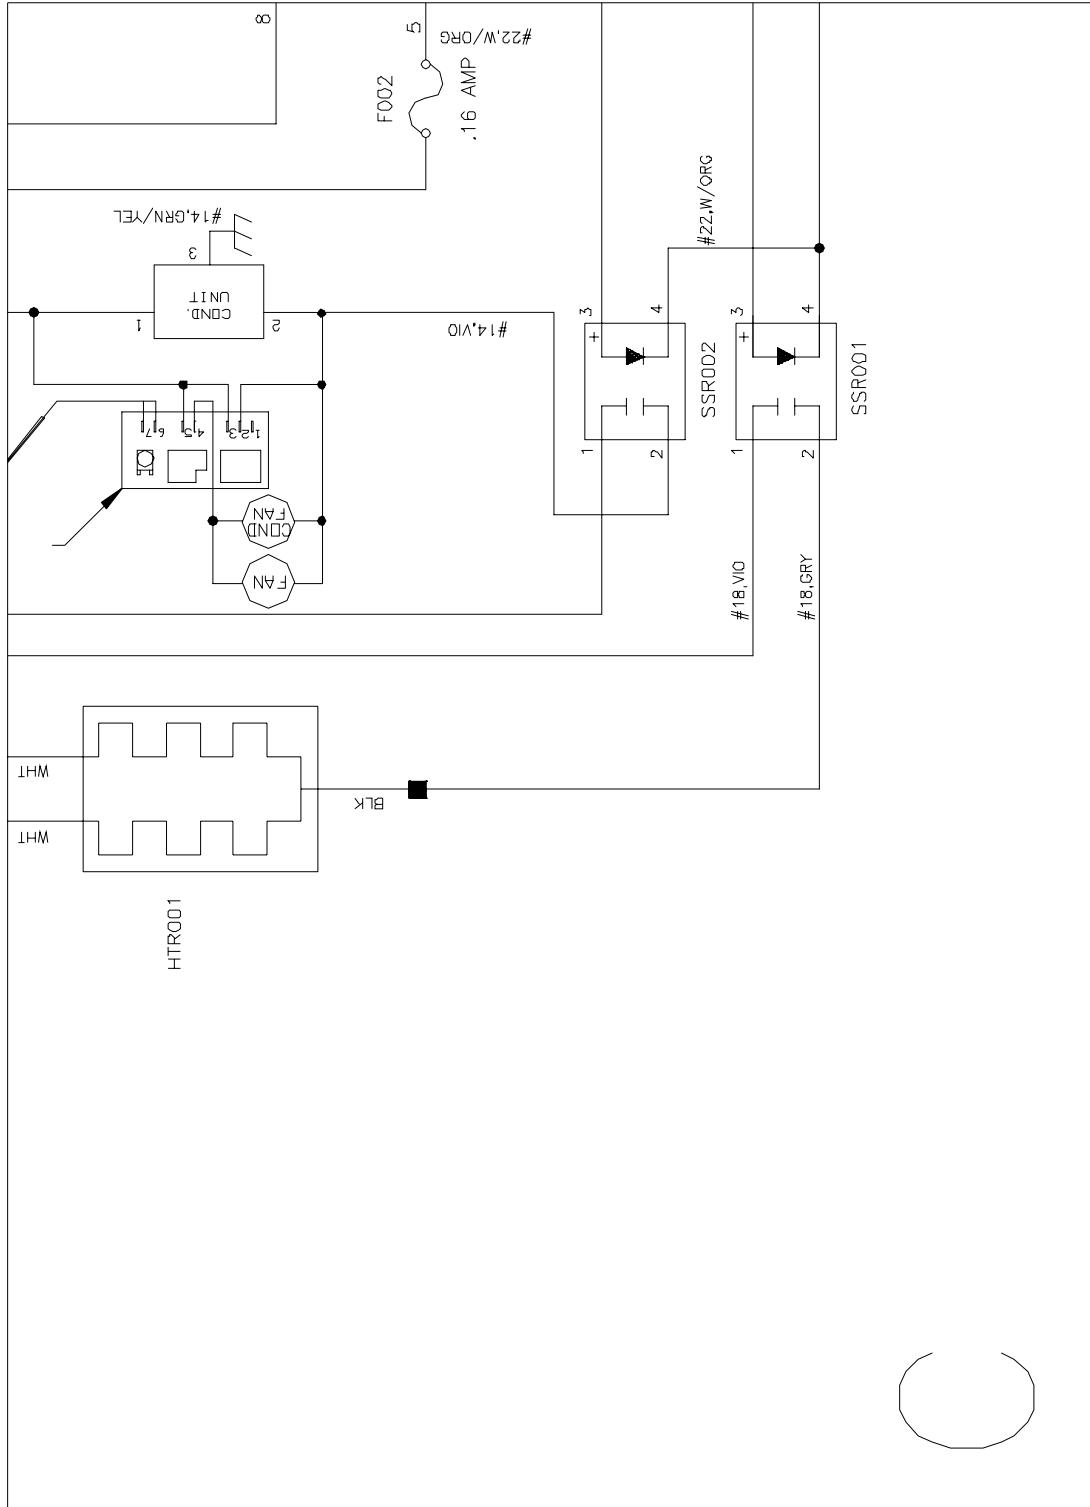 8
5
#22,W/ORG
F002
.16 AMP
#14,GRN/YEL
3
COND.
UNIT
1
2
#14,VIO
#22,W/ORG
3
+
4
1
2
SSR002
3
+
4
1
2
SSR001
7 6 5 4 3 2 1
COND
FAN
FAN
#18,VIO
#18,GRY
WHT
WHT
BLK
HTR001